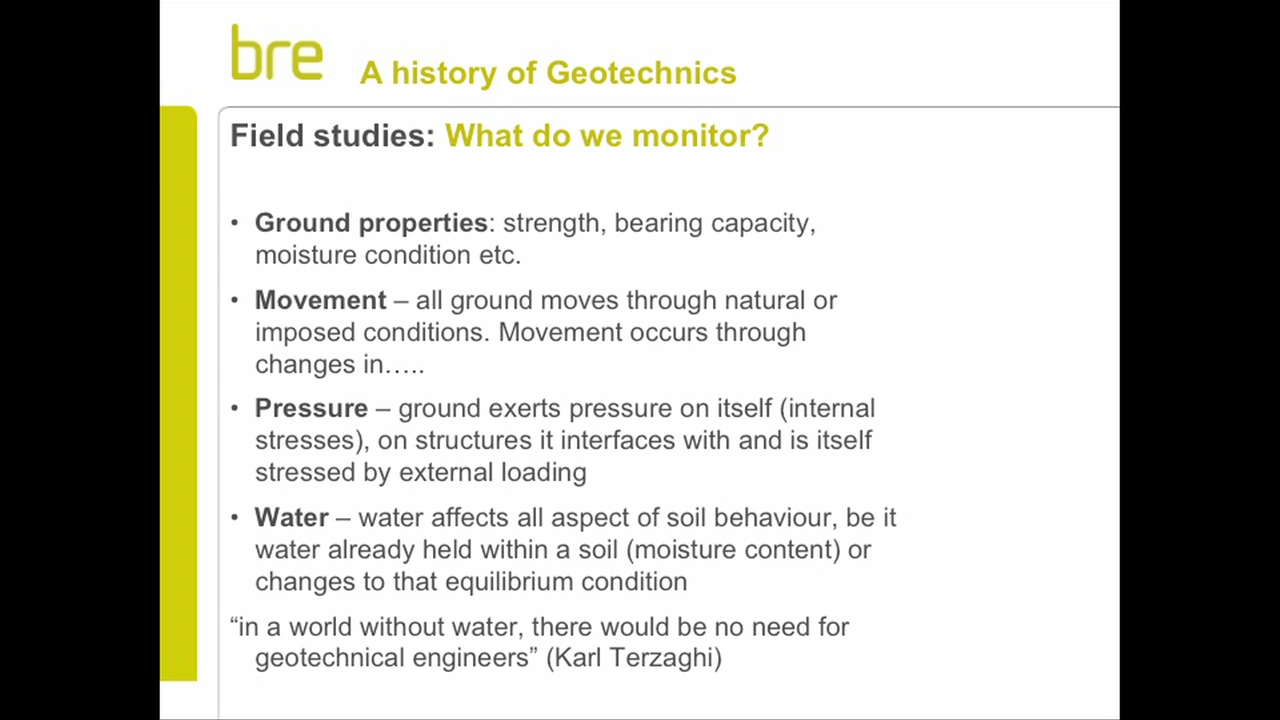 bre
A history of Geotechnics
Field studies: What do we monitor?
• Ground properties: strength, bearing capacity,
moisture condition etc.
• Movement – all ground moves through natural or
imposed conditions. Movement occurs through
changes in…..
• Pressure – ground exerts pressure on itself (internal
stresses), on structures it interfaces with and is itself
stressed by external loading
• Water – water affects all aspect of soil behaviour, be it
water already held within a soil (moisture content) or
changes to that equilibrium condition
“in a world without water, there would be no need for
geotechnical engineers” (Karl Terzaghi)